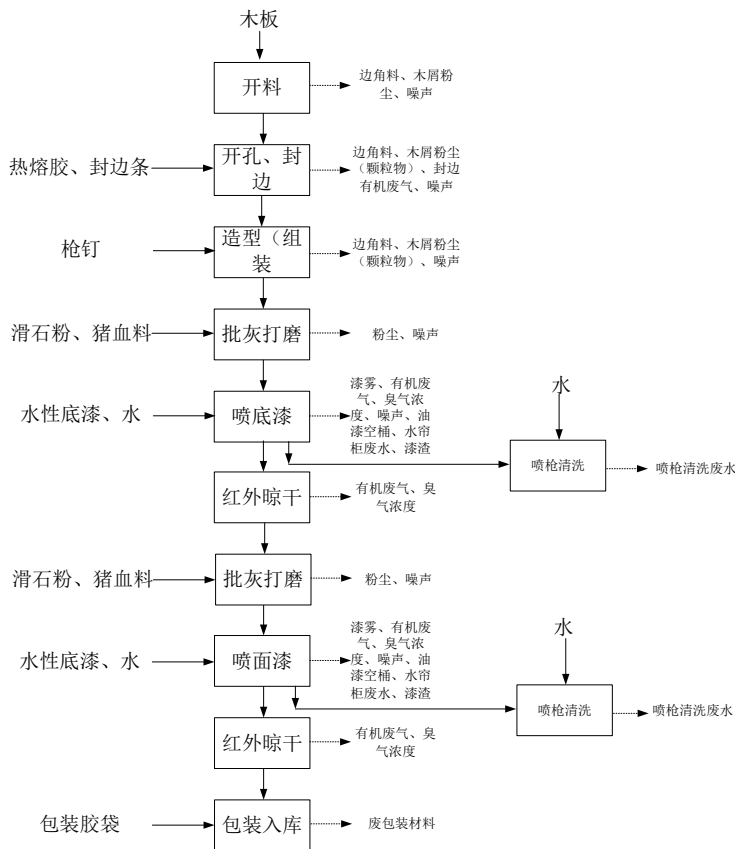 木板
开料
边角料、木屑粉
尘、噪声
热熔胶、封边条
开孔、封
边
边角料、木屑粉尘
（颗粒物）、封边
有机废气、噪声
枪钉
造型（组
装
边角料、木屑粉尘
（颗粒物）、噪声
滑石粉、猪血料
批灰打磨
粉尘、噪声
水性底漆、水
喷底漆
漆雾、有机废
气、臭气浓
度、噪声、油
漆空桶、水帘
柜废水、漆渣
水
喷枪清洗
喷枪清洗废水
红外晾干
有机废气、臭
气浓度
滑石粉、猪血料
批灰打磨
粉尘、噪声
水性底漆、水
喷面漆
漆雾、有机废
气、臭气浓
度、噪声、油
漆空桶、水帘
柜废水、漆渣
水
喷枪清洗
喷枪清洗废水
红外晾干
有机废气、臭
气浓度
包装胶袋
包装入库
废包装材料